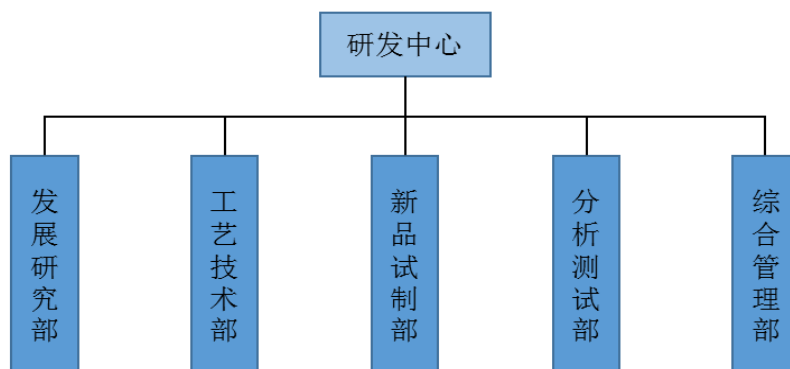 研发中心
发展研究部
工艺技术部
新品试制部
分析测试部
综合管理部